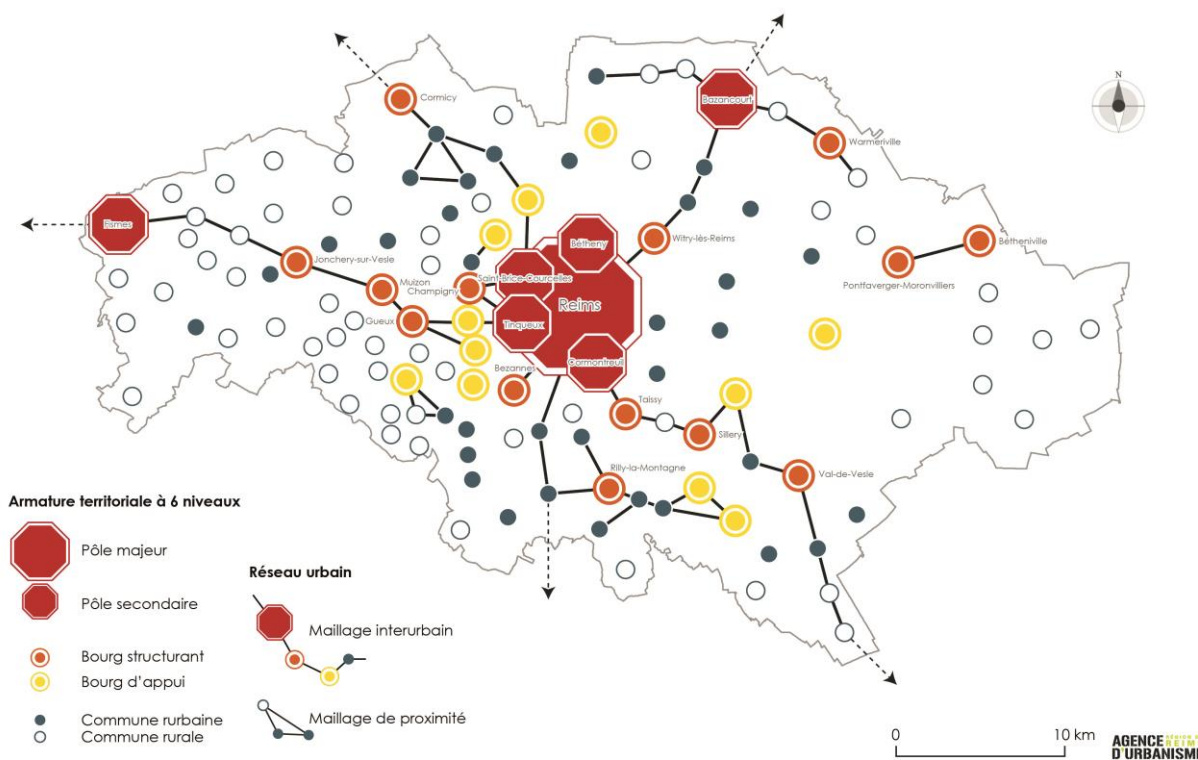 N
Cormicy
Bazancourt
Warmeriville
Fismes
Bétheny
Witry-lès-Reims
Bétheniville
Jonchery-sur-Vesle
Saint-Brice-Courcelles
Muizon
Champigny
Pontfaverger-Moronvilliers
Reims
Gueux
Tinqueux
Cormontreuil
Bezannes
Taissy
Sillery
Rilly-la-Montagne
Val-de-Vesle
Armature territoriale à 6 niveaux
Pôle majeur
Pôle secondaire
Bourg structurant
Bourg d'appui
Commune rurbaine
Commune rurale
Réseau urbain
Maillage interurbain
Maillage de proximité
0 10 km
AGENCE
D'URBANISME